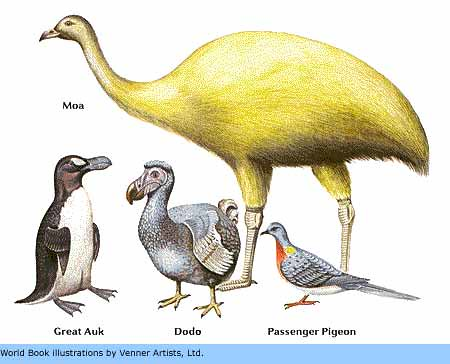 Moa
Great Auk
Dodo
Passenger Pigeon
World Book illustrations by Venner Artists, Ltd.